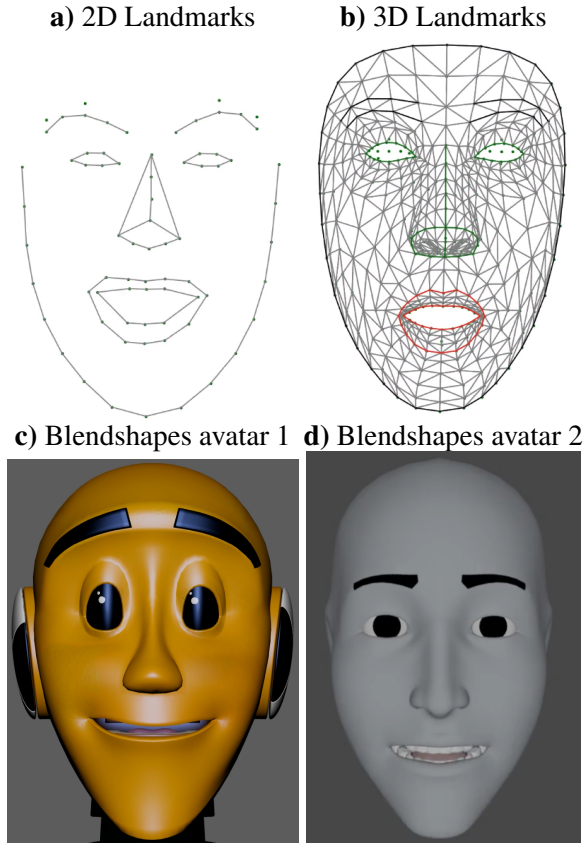 a) 2D Landmarks
b) 3D Landmarks
c) Blendshapes avatar 1
d) Blendshapes avatar 2